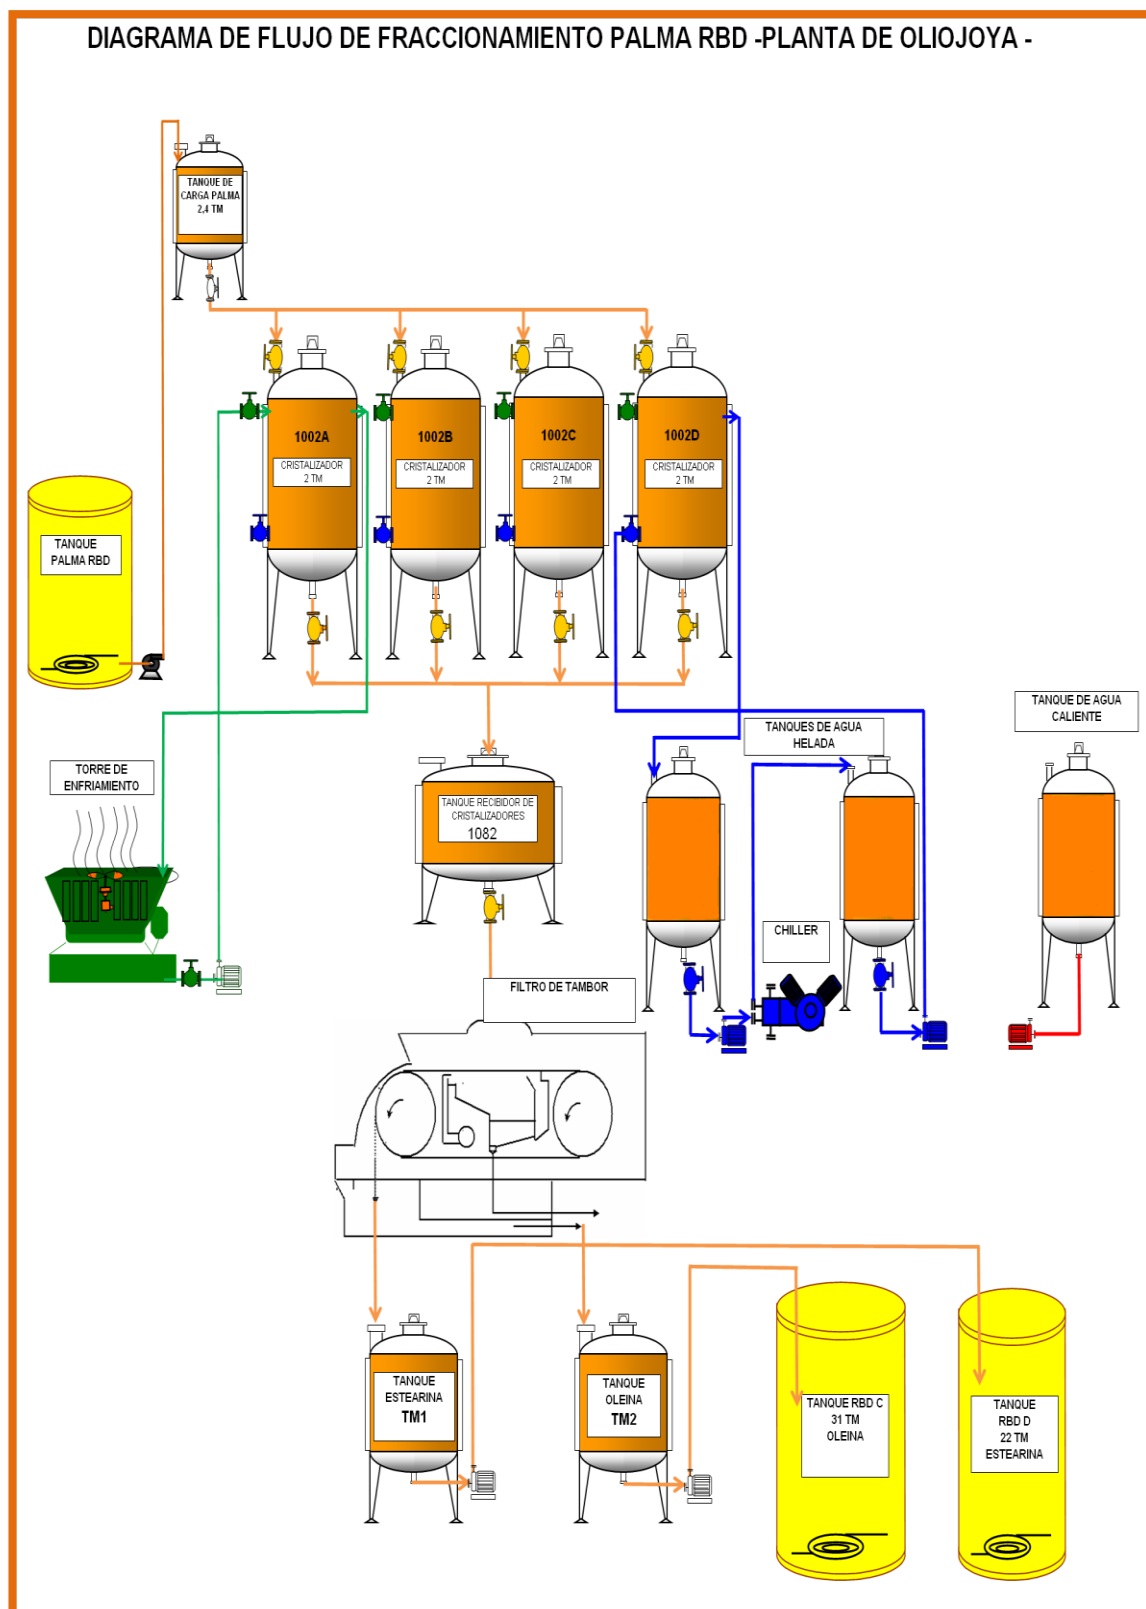 DIAGRAMA DE FLUJO DE FRACCIONAMIENTO PALMA RBD -PLANTA DE OLIOJOYA -
TANQUE DE
CARGA PALMA
2,4 TM
1002A
CRISTALIZADOR
2 TM
1002B
CRISTALIZADOR
2 TM
1002C
CRISTALIZADOR
2 TM
1002D
CRISTALIZADOR
2 TM
TANQUE
PALMA RBD
TANQUE DE AGUA
CALIENTE
TANQUES DE AGUA
HELADA
TORRE DE
ENFRIAMIENTO
TANQUE RECIBIDOR DE
CRISTALIZADORES
1082
CHILLER
FILTRO DE TAMBOR
TANQUE
ESTEARINA
TM1
TANQUE
OLEINA
TM2
TANQUE RBD C
31 TM
OLEINA
TANQUE
RBD D
22 TM
ESTEARINA